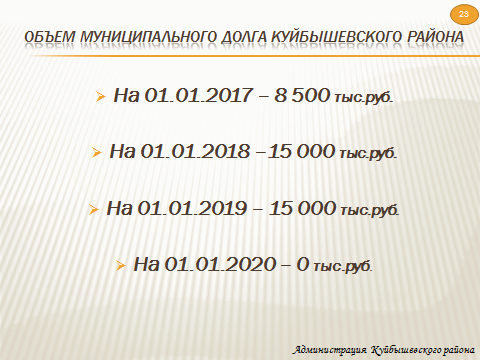 25
ОБЪЕМ МУНИЦИПАЛЬНОГО ДОЛГА КУЙБЫШЕВСКОГО РАЙОНА
На 01.01.2017 – 8 500 тыс.руб.
На 01.01.2018 – 15 000 тыс.руб.
На 01.01.2019 – 15 000 тыс.руб.
На 01.01.2020 – 0 тыс.руб.
Администрация Куйбышевского района